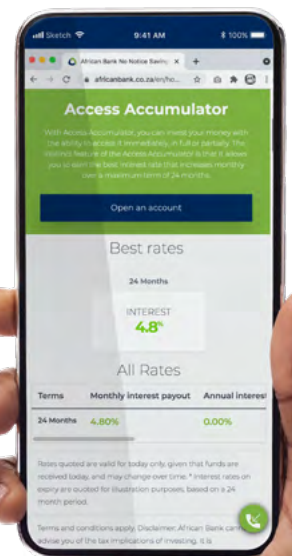 Sketch 9:41 AM 100%
African Bank No Notice Saving
africanbank.co.za/en/ho...
Access Accumulator
With Access Accumulator, you can invest your money with
the ability to access it immediately, in full or partially. The
feature of the Access Accumulator is that it allows
you to earn the best interest rate that increases monthly
over a maximum term of 24 months.
Open an account
Best rates
24 Months
INTEREST
4.8%
All Rates
Terms Monthly interest payout Annual interest
24 Months 4.80% 0.00%
Rates quoted are valid for today only, given that funds are
received today, and may change over time. * Interest rates on
expiry are quoted for illustration purposes, based on a 24
month period.
Terms and conditions apply. Disclaimer: African Bank cannot
advise you of the tax implications of investing. It is